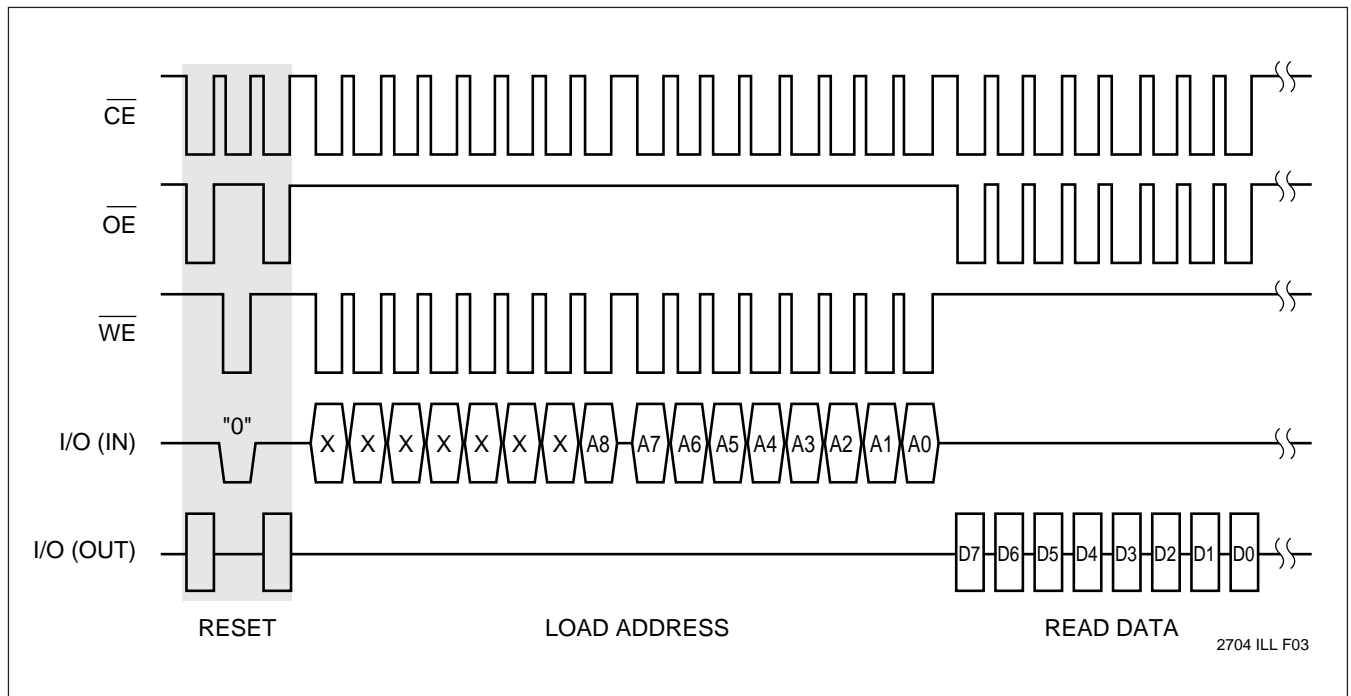 CE
OE
WE
I/O (IN)
"0"
X X X X X X X A8 A7 A6 A5 A4 A3 A2 A1 A0
I/O (OUT)
D7 D6 D5 D4 D3 D2 D1 D0
RESET LOAD ADDRESS READ DATA
2704 ILL F03